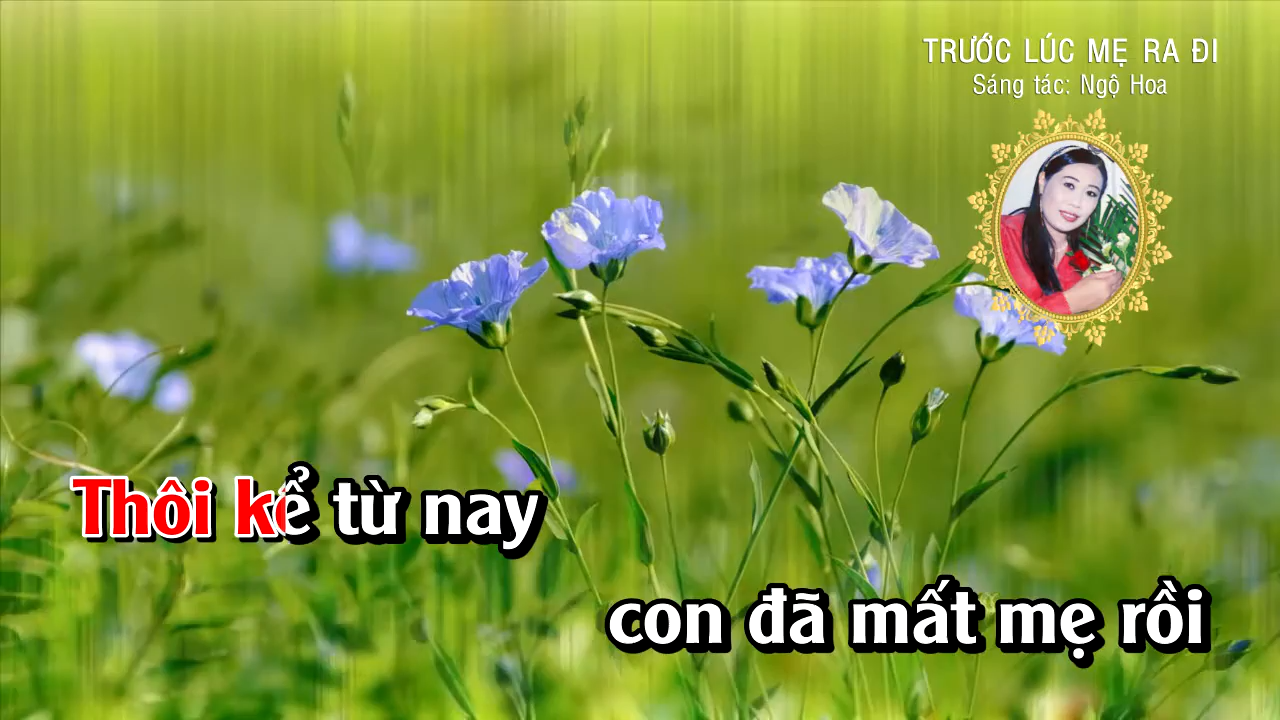 TRƯỚC LÚC MẸ RA ĐI
Sáng tác: Ngộ Hoa
Thôi kể từ nay
con đã mất mẹ rồi